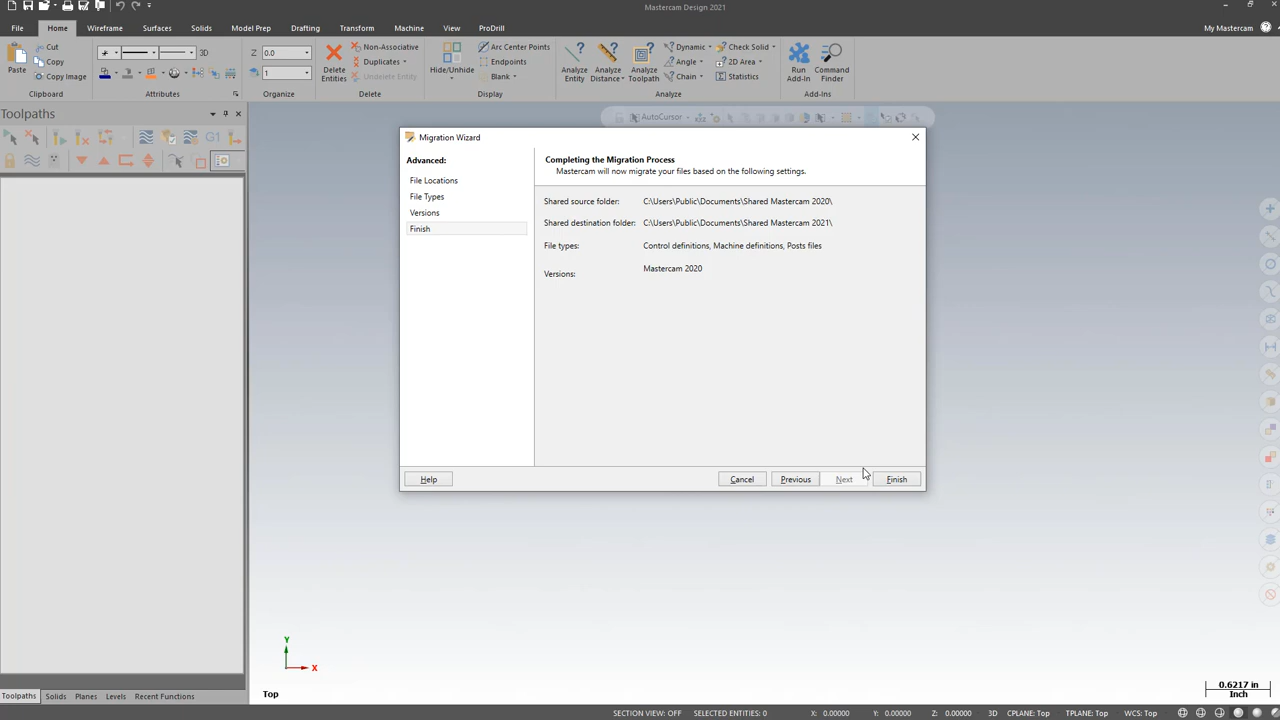 Mastercam Design 2021
File Home Wireframe Surfaces Solids Model Prep Drafting Transform Machine View ProDrill My Mastercam
Paste
Cut
Copy
Copy Image
Clipboard
3D
Attributes
Z 0.0
1
Organize
Delete Entities
Non-Associative
Duplicates
Undelete Entity
Delete
Hide/Unhide
Arc Center Points
Endpoints
Blank
Display
Analyze Entity
Analyze Distance
Analyze Toolpath
Dynamic
Angle
Chain
Check Solid
2D Area
Statistics
Analyze
Run Add-In
Command Finder
Add-Ins
Toolpaths
G1
AutoCursor
Migration Wizard
Advanced:
File Locations
File Types
Versions
Finish
Completing the Migration Process
Mastercam will now migrate your files based on the following settings.
Shared source folder: C:\Users\Public\Documents\Shared Mastercam 2020\
Shared destination folder: C:\Users\Public\Documents\Shared Mastercam 2021\
File types: Control definitions, Machine definitions, Posts files
Versions: Mastercam 2020
Help Cancel Previous Next Finish
Y
X
Top
0.6217 in
Inch
Toolpaths Solids Planes Levels Recent Functions
SECTION VIEW: OFF SELECTED ENTITIES: 0 X: 0.00000 Y: 0.00000 Z: 0.00000 3D CPLANE: Top TPLANE: Top WCS: Top